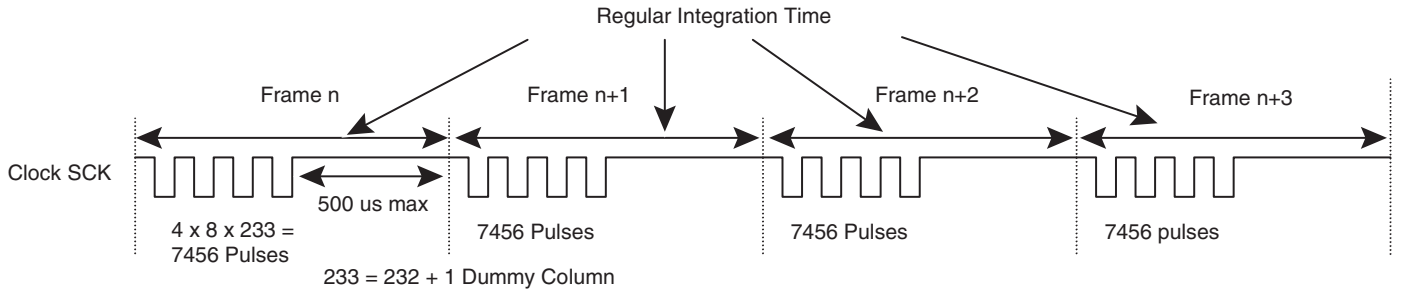 Regular Integration Time
Frame n
Frame n+1
Frame n+2
Frame n+3
Clock SCK
500 us max
4 x 8 x 233 =
7456 Pulses
7456 Pulses
7456 Pulses
7456 pulses
233 = 232 + 1 Dummy Column